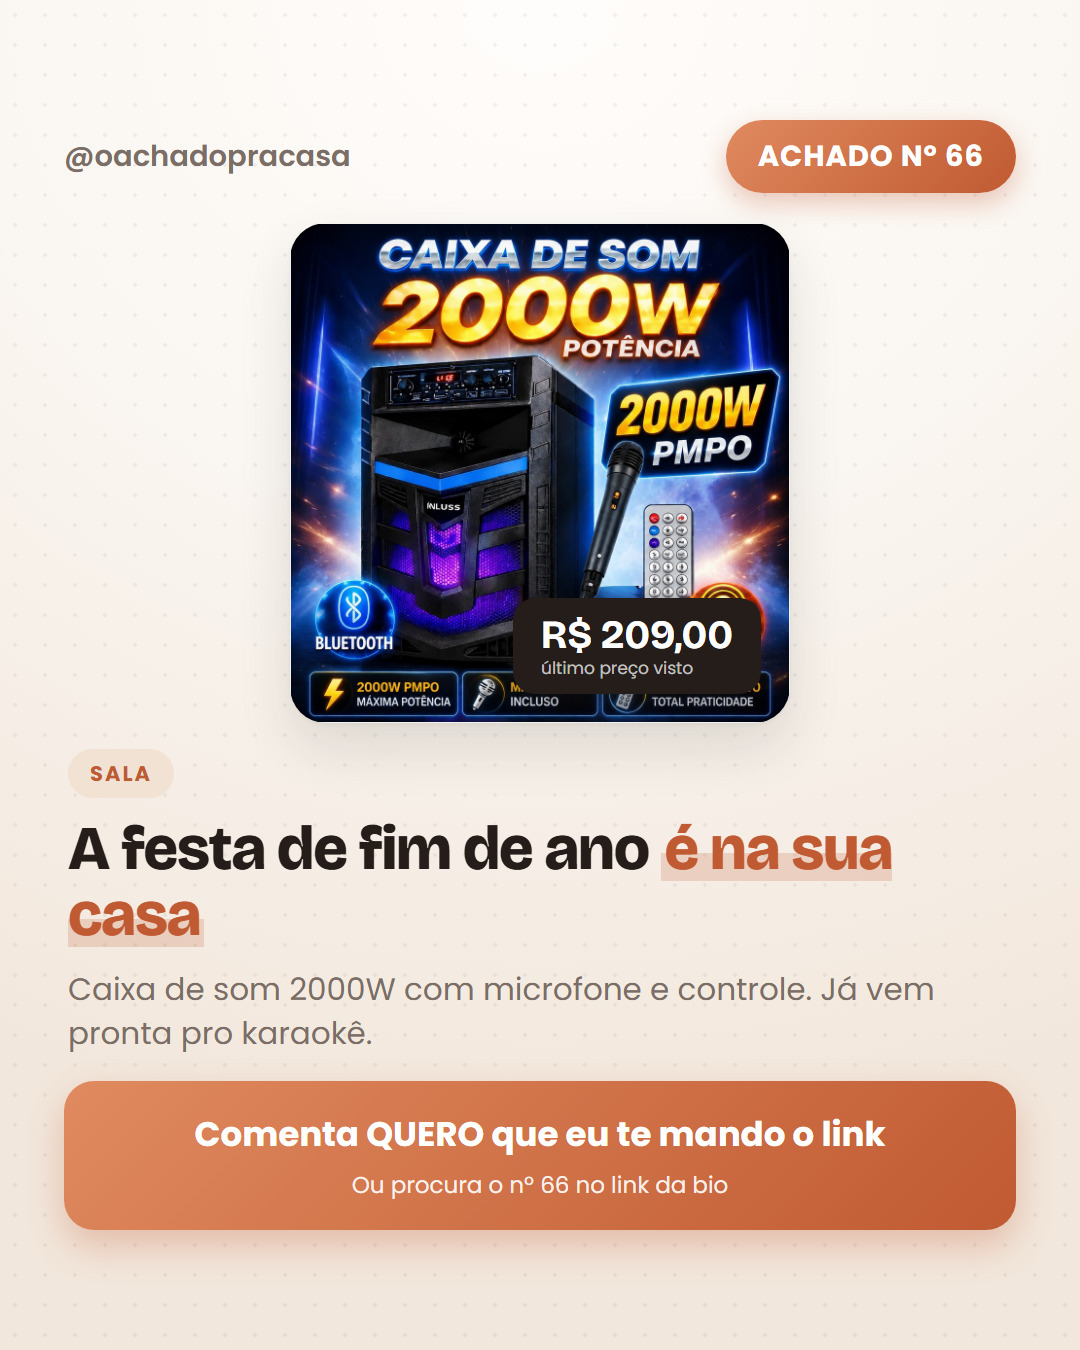 @oachadopracasa
ACHADO Nº 66
CAIXA DE SOM
2000W
POTÊNCIA
2000W
PMPO
INLUSS
BLUETOOTH
R$ 209,00
último preço visto
2000W PMPO
MÁXIMA POTÊNCIA
INCLUSO
TOTAL PRATICIDADE
SALA
A festa de fim de ano é na sua
casa
Caixa de som 2000W com microfone e controle. Já vem
pronta pro karaokê.
Comenta QUERO que eu te mando o link
Ou procura o nº 66 no link da bio